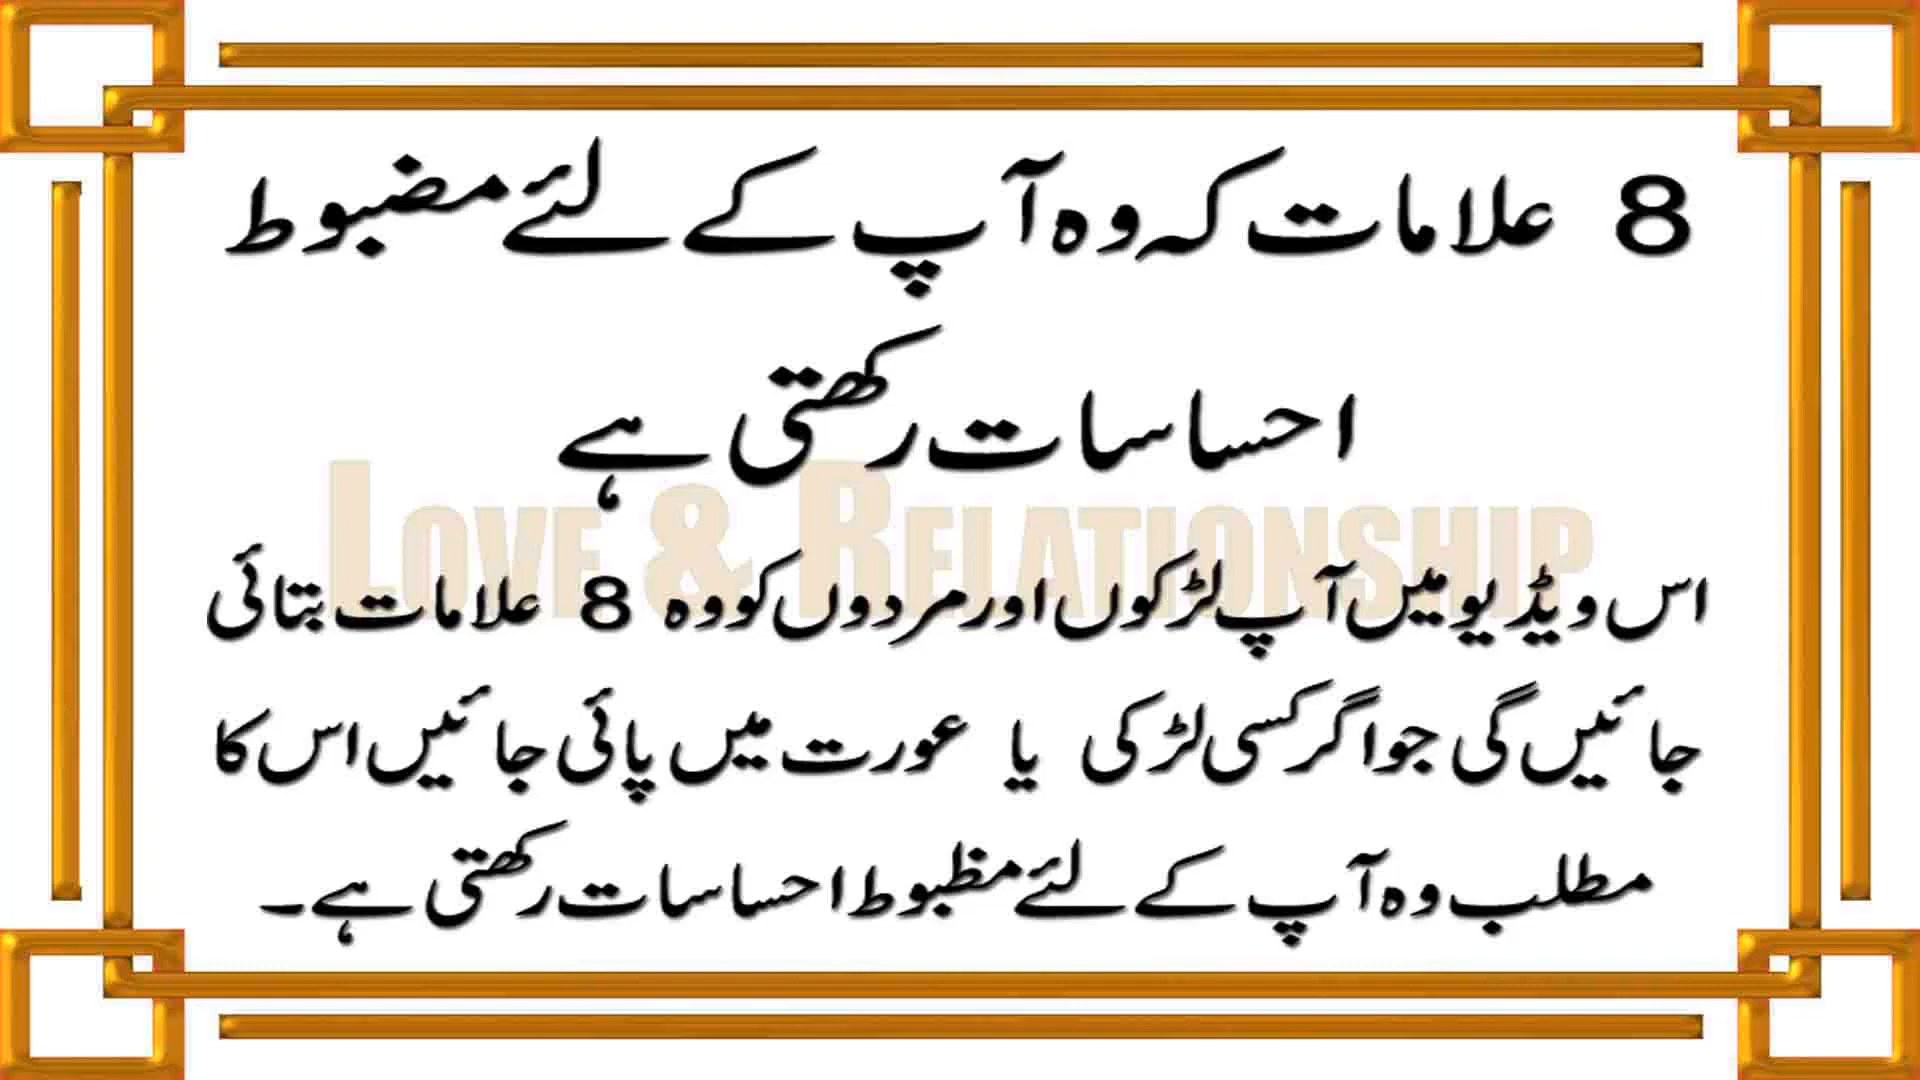 8 علامات کہ وہ آپ کے لئے مضبوط
احساسات رکھتی ہے
LOVE & RELATIONSHIP
اس ویڈیو میں آپ لڑکوں اور مردوں کو وہ 8 علامات بتائی
جائیں گی جو اگر کسی لڑکی یا عورت میں پائی جائیں اس کا
مطلب وہ آپ کے لئے مظبوط احساسات رکھتی ہے۔